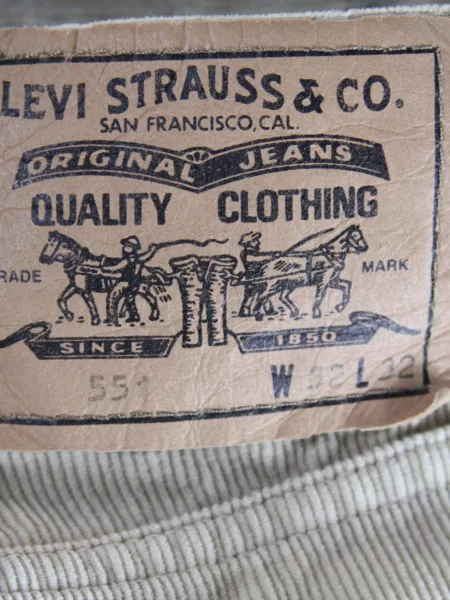 LEVI STRAUSS & CO.
SAN FRANCISCO, CAL.
ORIGINAL JEANS
QUALITY CLOTHING
RADE MARK
SINCE 1850
551 W 32 L 32